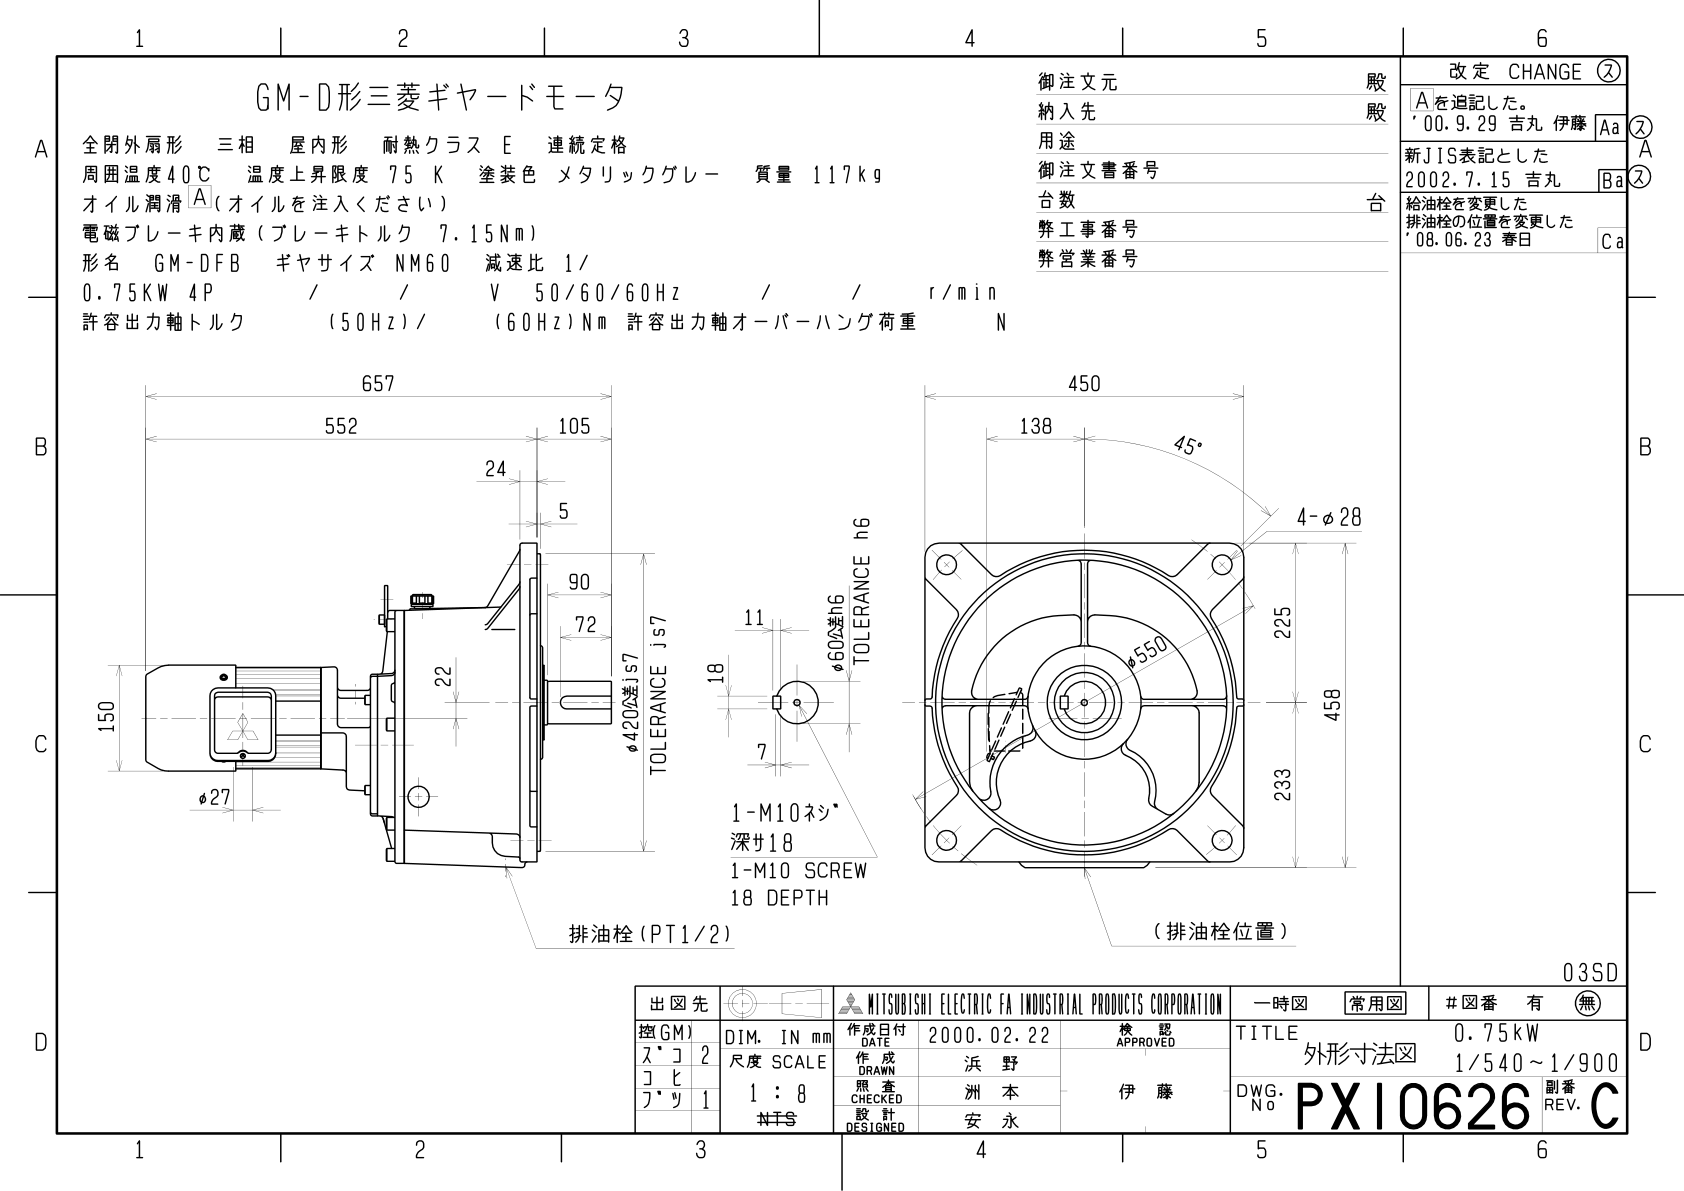 1 2 3 4 5 6
GM-D形三菱ギヤードモータ
全閉外扇形 三相 屋内形 耐熱クラス E 連続定格
周囲温度40℃ 温度上昇限度 75 K 塗装色 メタリックグレー 質量 117kg
オイル潤滑 A (オイルを注入ください)
電磁ブレーキ内蔵(ブレーキトルク 7.15Nm)
形名 GM-DFB ギヤサイズ NM60 減速比 1/
0.75KW 4P / / V 50/60/60Hz / / r/min
許容出力軸トルク (50Hz)/ (60Hz)Nm 許容出力軸オーバーハング荷重 N
御注文元 殿
納入先 殿
用途
御注文書番号
台数 台
弊工事番号
弊営業番号
改定 CHANGE ス
Aを追記した。
'00.9.29 吉丸 伊藤 Aa ス
新JIS表記とした
2002.7.15 吉丸 Ba ス
給油栓を変更した
排油栓の位置を変更した
'08.06.23 春日 Ca
A
B
C
D
A
B
C
D
657
552 105
24
5
90
72
22
150
φ27
φ420公差js7
TOLERANCE js7
排油栓(PT1/2)
11
18
7
φ60公差h6
TOLERANCE h6
1-M10ネジ
深サ18
1-M10 SCREW
18 DEPTH
450
138
45°
4-φ28
φ550
225
458
233
(排油栓位置)
03SD
出図先
控(GM)
ズコ 2
コヒ
ブツ 1
DIM. IN mm
尺度 SCALE
1 : 8
NTS
MITSUBISHI ELECTRIC FA INDUSTRIAL PRODUCTS CORPORATION
作成日付 DATE 2000.02.22
作成 DRAWN 浜野
照査 CHECKED 洲本
設計 DESIGNED 安永
検認 APPROVED
伊藤
一時図 常用図 #図番 有 無
TITLE 0.75kW
外形寸法図 1/540~1/900
DWG. No PX10626 副番 REV. C
1 2 3 4 5 6